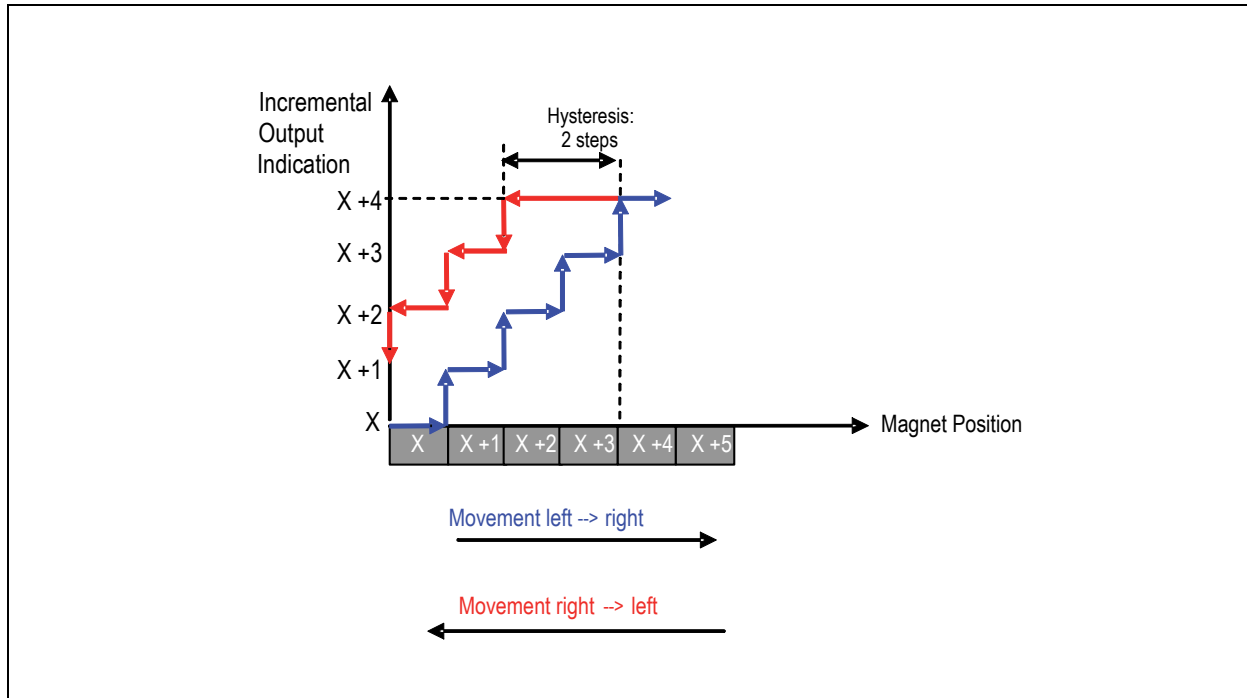 Incremental
Output
Indication
Hysteresis:
2 steps
X +4
X +3
X +2
X +1
X
Magnet Position
X X +1 X +2 X +3 X +4 X +5
Movement left --> right
Movement right --> left